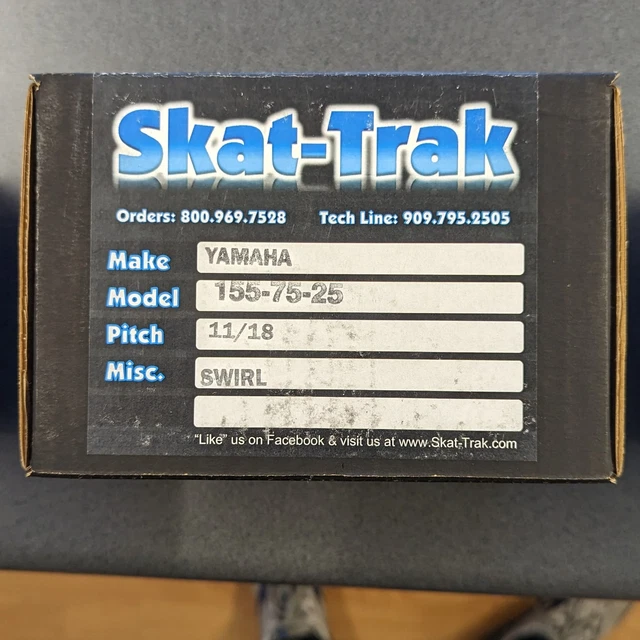 Skat-Trak
Orders: 800.969.7528 Tech Line: 909.795.2505
Make YAMAHA
Model 155-75-25
Pitch 11/18
Misc. SWIRL
"Like" us on Facebook & visit us at www.Skat-Trak.com